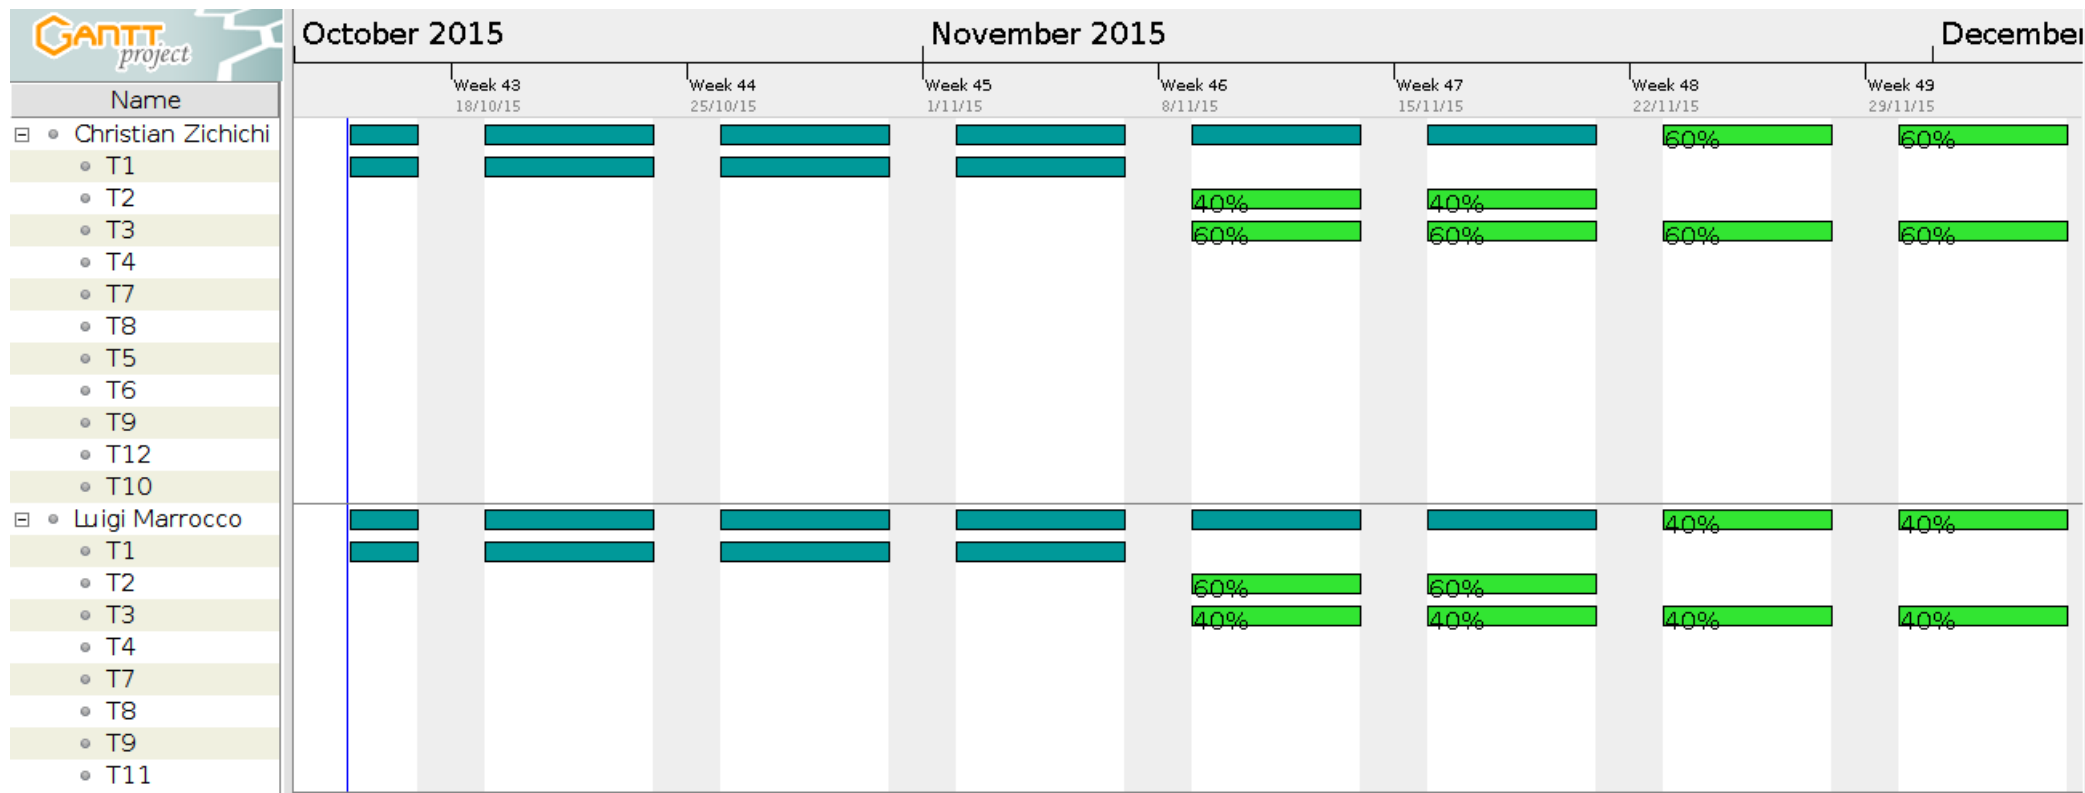 GANTT
project
October 2015 November 2015 December
Week 43 Week 44 Week 45 Week 46 Week 47 Week 48 Week 49
18/10/15 25/10/15 1/11/15 8/11/15 15/11/15 22/11/15 29/11/15
Name
Christian Zichichi 60% 60%
T1
T2 40% 40%
T3 60% 60% 60% 60%
T4
T7
T8
T5
T6
T9
T12
T10
Luigi Marrocco 40% 40%
T1
T2 60% 60%
T3 40% 40% 40% 40%
T4
T7
T8
T9
T11